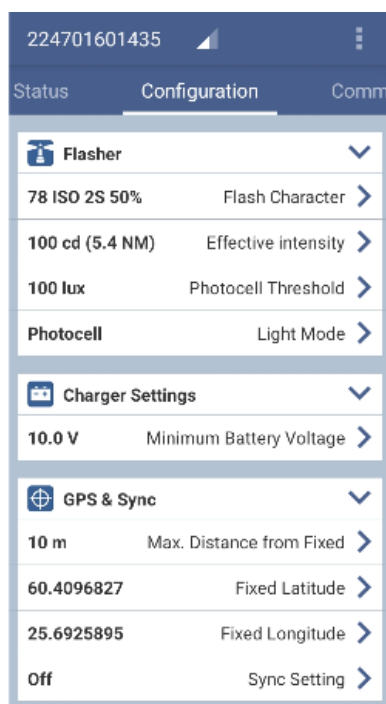 224701601435
Status Configuration Comm
Flasher
78 ISO 2S 50% Flash Character
100 cd (5.4 NM) Effective intensity
100 lux Photocell Threshold
Photocell Light Mode
Charger Settings
10.0 V Minimum Battery Voltage
GPS & Sync
10 m Max. Distance from Fixed
60.4096827 Fixed Latitude
25.6925895 Fixed Longitude
Off Sync Setting